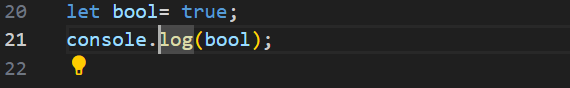 20 let bool= true;
21 console.log(bool);
22